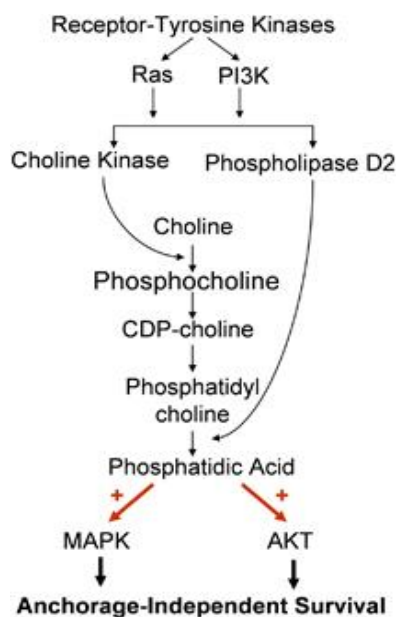 Receptor-Tyrosine Kinases
Ras PI3K
Choline Kinase Phospholipase D2
Choline
Phosphocholine
CDP-choline
Phosphatidyl
choline
Phosphatidic Acid
+ +
MAPK AKT
Anchorage-Independent Survival